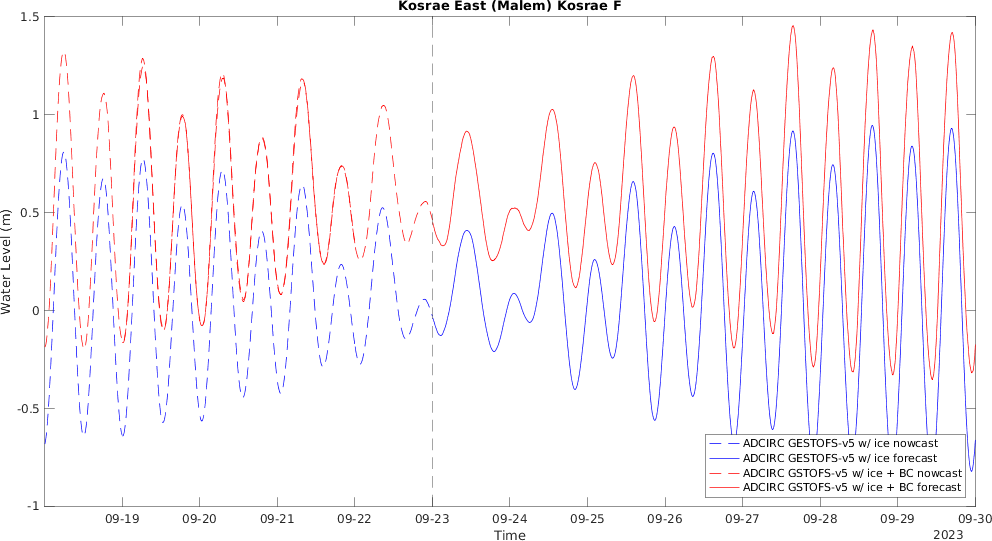 Kosrae East (Malem) Kosrae F
1.5
1
0.5
0
-0.5
-1
Water Level (m)
ADCIRC GESTOFS-v5 w/ ice nowcast
ADCIRC GESTOFS-v5 w/ ice forecast
ADCIRC GSTOFS-v5 w/ ice + BC nowcast
ADCIRC GSTOFS-v5 w/ ice + BC forecast
09-19 09-20 09-21 09-22 09-23 09-24 09-25 09-26 09-27 09-28 09-29 09-30
Time
2023